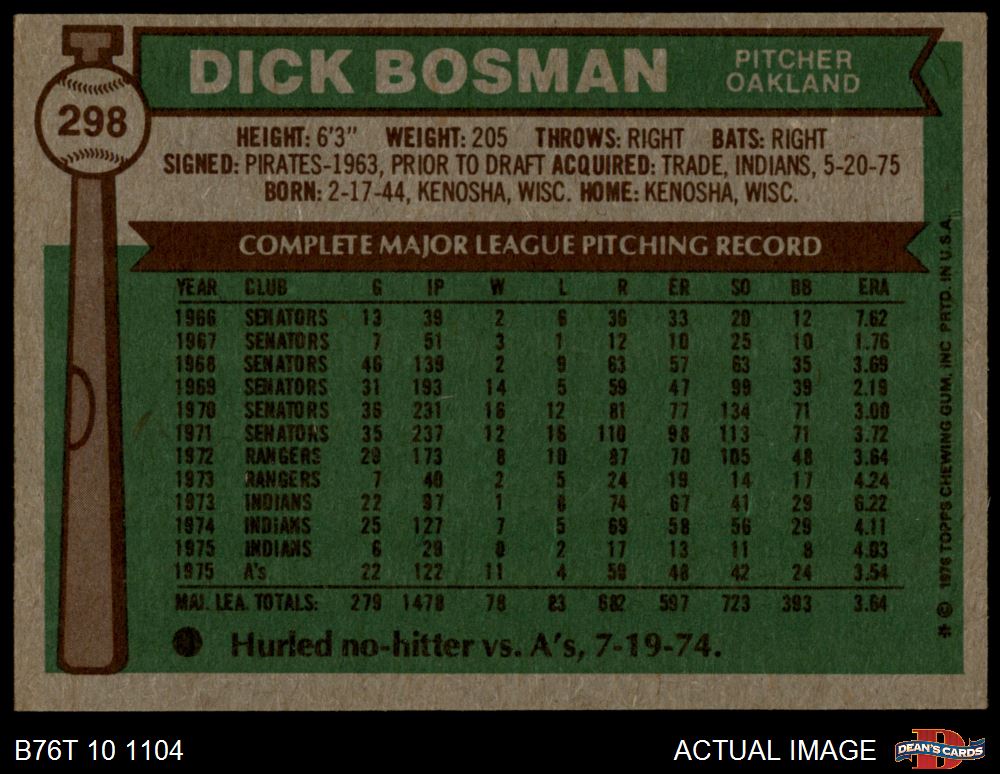 298
DICK BOSMAN
PITCHER
OAKLAND
HEIGHT: 6'3" WEIGHT: 205 THROWS: RIGHT BATS: RIGHT
SIGNED: PIRATES-1963, PRIOR TO DRAFT ACQUIRED: TRADE, INDIANS, 5-20-75
BORN: 2-17-44, KENOSHA, WISC. HOME: KENOSHA, WISC.
COMPLETE MAJOR LEAGUE PITCHING RECORD
YEAR CLUB G IP W L R ER SO BB ERA
1966 SENATORS 13 39 2 6 36 33 20 12 7.62
1967 SENATORS 7 51 3 1 12 10 25 10 1.76
1968 SENATORS 46 139 2 9 63 57 63 35 3.69
1969 SENATORS 31 193 14 5 59 47 99 39 2.19
1970 SENATORS 36 231 16 12 81 77 134 71 3.00
1971 SENATORS 35 237 12 16 110 98 113 71 3.72
1972 RANGERS 29 173 8 10 87 70 105 48 3.64
1973 RANGERS 7 40 2 5 24 19 14 17 4.24
1973 INDIANS 22 97 1 8 74 67 41 29 6.22
1974 INDIANS 25 127 7 5 69 58 56 29 4.11
1975 INDIANS 6 29 0 2 17 13 11 8 4.03
1975 A's 22 122 11 4 50 48 42 24 3.54
MAJ. LEA. TOTALS: 279 1478 78 83 682 597 723 393 3.64
Hurled no-hitter vs. A's, 7-19-74.
* © 1976 TOPPS CHEWING GUM, INC PRTD. IN U.S.A.
B76T 10 1104
ACTUAL IMAGE
D
DEAN'S CARDS